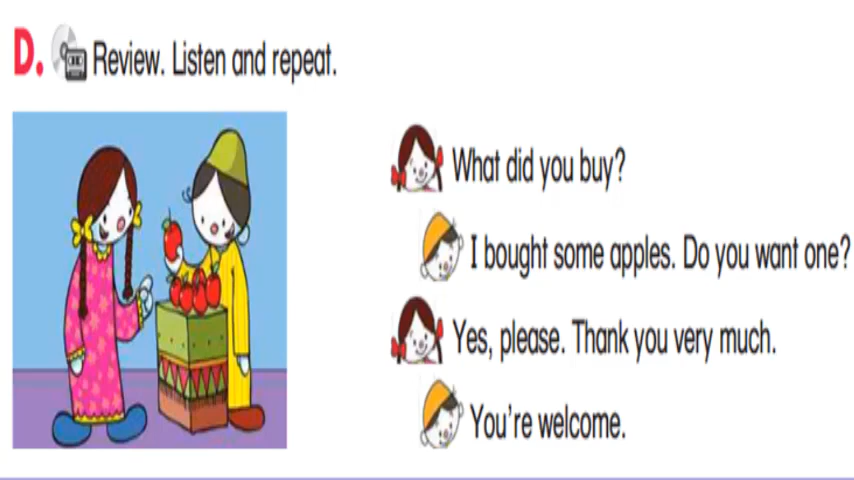 D. Review. Listen and repeat.
What did you buy?
I bought some apples. Do you want one?
Yes, please. Thank you very much.
You're welcome.